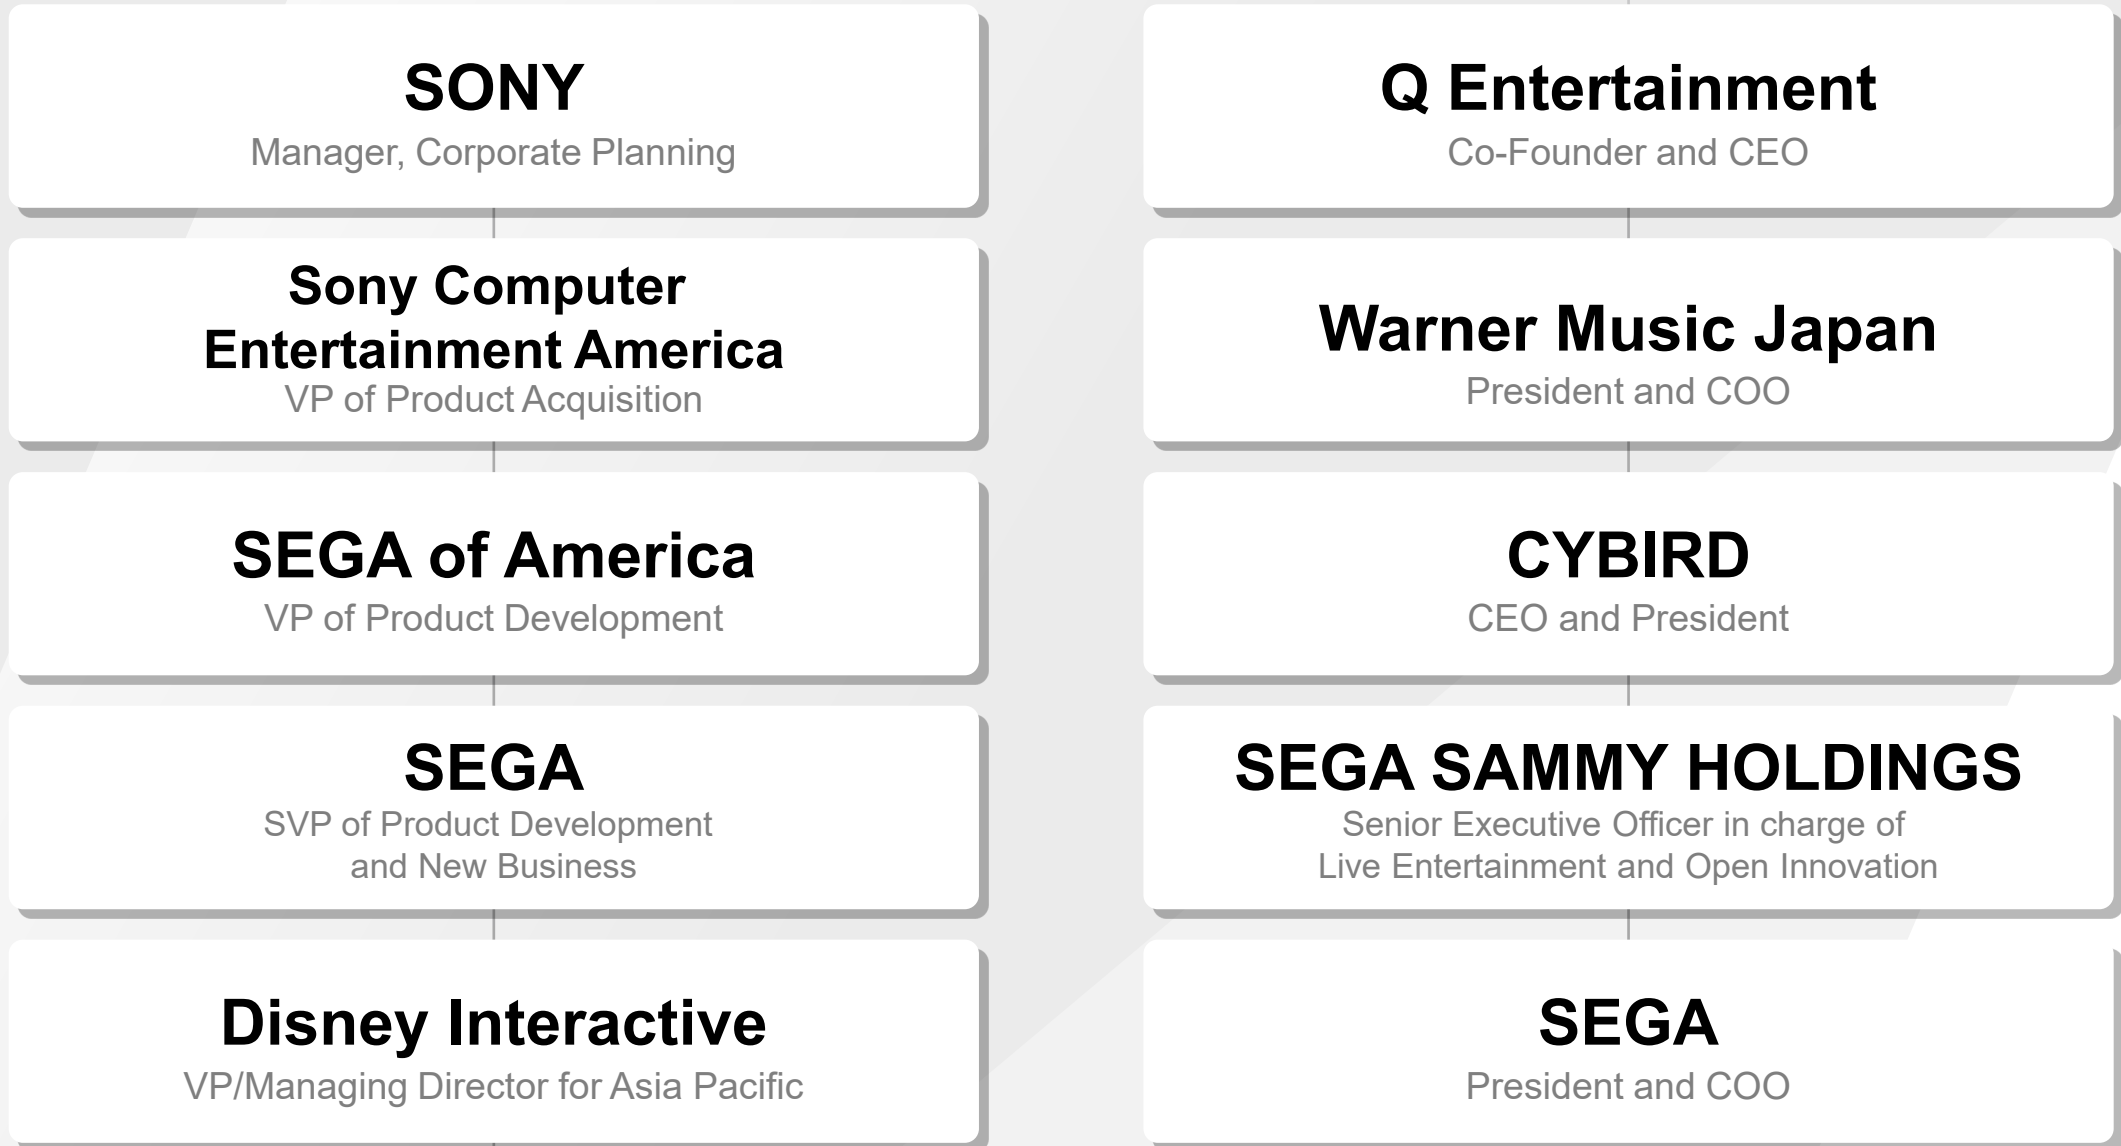 SONY
Manager, Corporate Planning
Sony Computer
Entertainment America
VP of Product Acquisition
SEGA of America
VP of Product Development
SEGA
SVP of Product Development
and New Business
Disney Interactive
VP/Managing Director for Asia Pacific
Q Entertainment
Co-Founder and CEO
Warner Music Japan
President and COO
CYBIRD
CEO and President
SEGA SAMMY HOLDINGS
Senior Executive Officer in charge of
Live Entertainment and Open Innovation
SEGA
President and COO